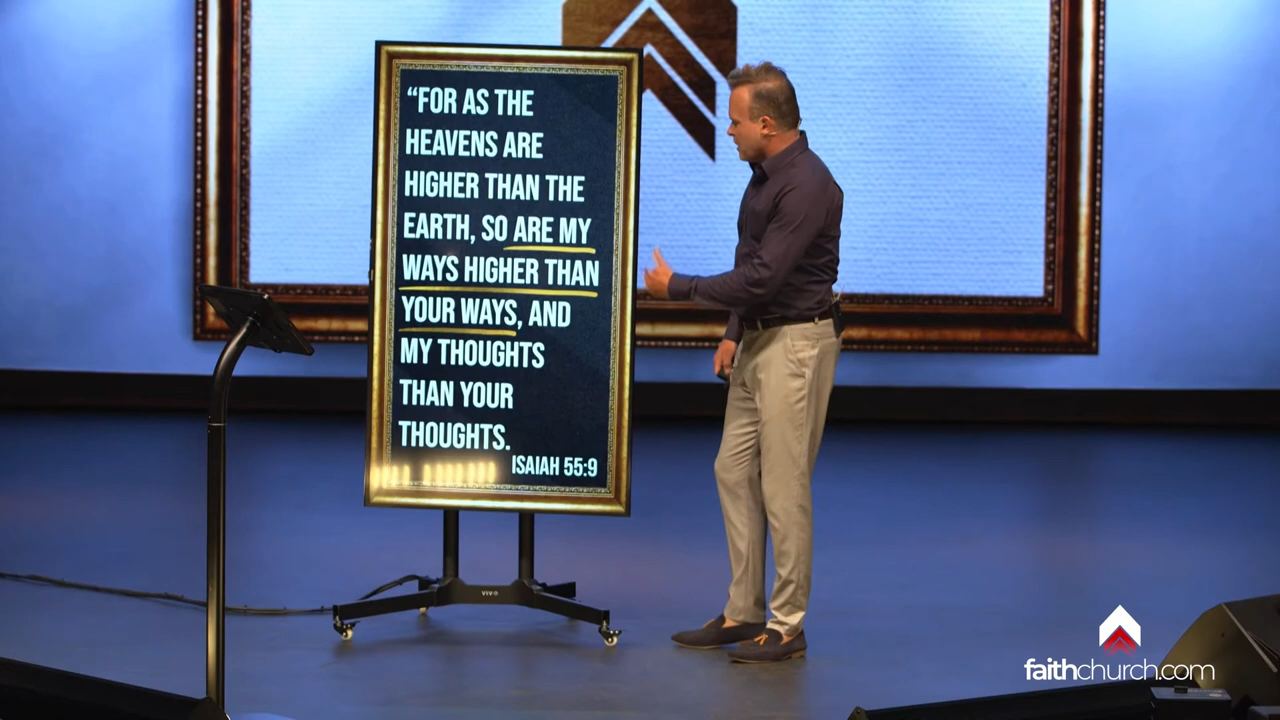 “FOR AS THE
HEAVENS ARE
HIGHER THAN THE
EARTH, SO ARE MY
WAYS HIGHER THAN
YOUR WAYS, AND
MY THOUGHTS
THAN YOUR
THOUGHTS.
ISAIAH 55:9
VIVO
faithchurch.com